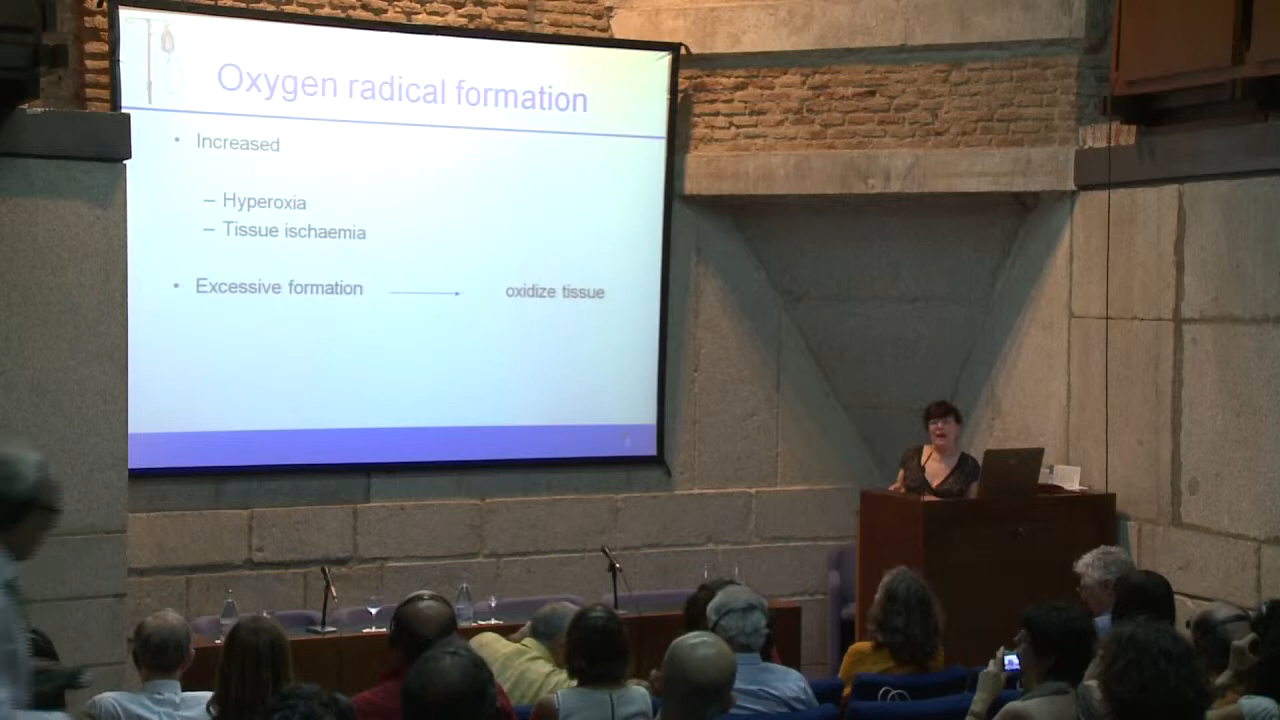 Oxygen radical formation
• Increased
– Hyperoxia
– Tissue ischaemia
• Excessive formation → oxidize tissue